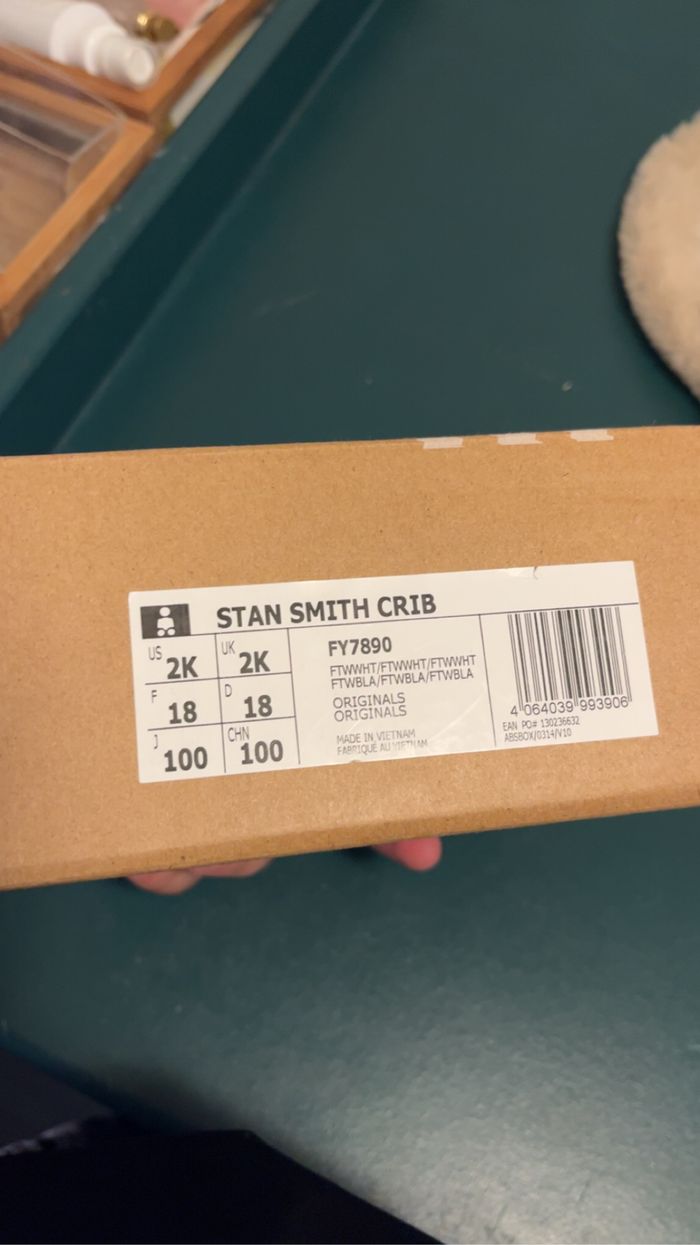 STAN SMITH CRIB
US 2K UK 2K
F 18 D 18
J 100 CHN 100
FY7890
FTWWHT/FTWWHT/FTWWHT
FTWBLA/FTWBLA/FTWBLA
ORIGINALS
ORIGINALS
MADE IN VIETNAM
FABRIQUÉ AU VIETNAM
4 064039 993906
EAN PO# 130236632
ABSBOX/0314/V10